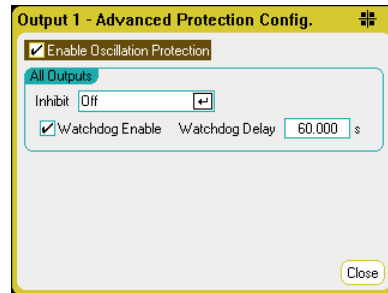 Output 1 - Advanced Protection Config.
Enable Oscillation Protection
All Outputs
Inhibit Off
Watchdog Enable Watchdog Delay 60.000 s
Close